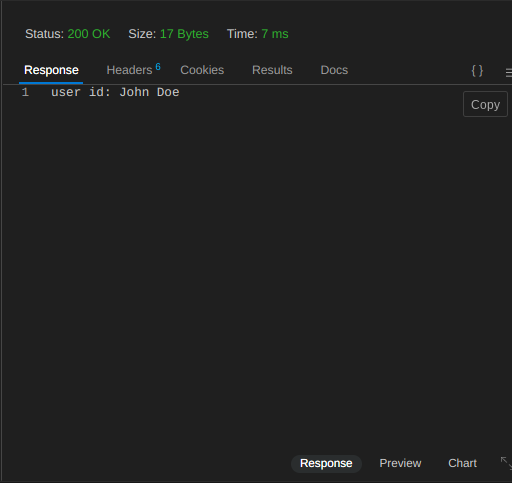 Status: 200 OK Size: 17 Bytes Time: 7 ms
Response Headers 6 Cookies Results Docs { }
1 user id: John Doe
Copy
Response Preview Chart